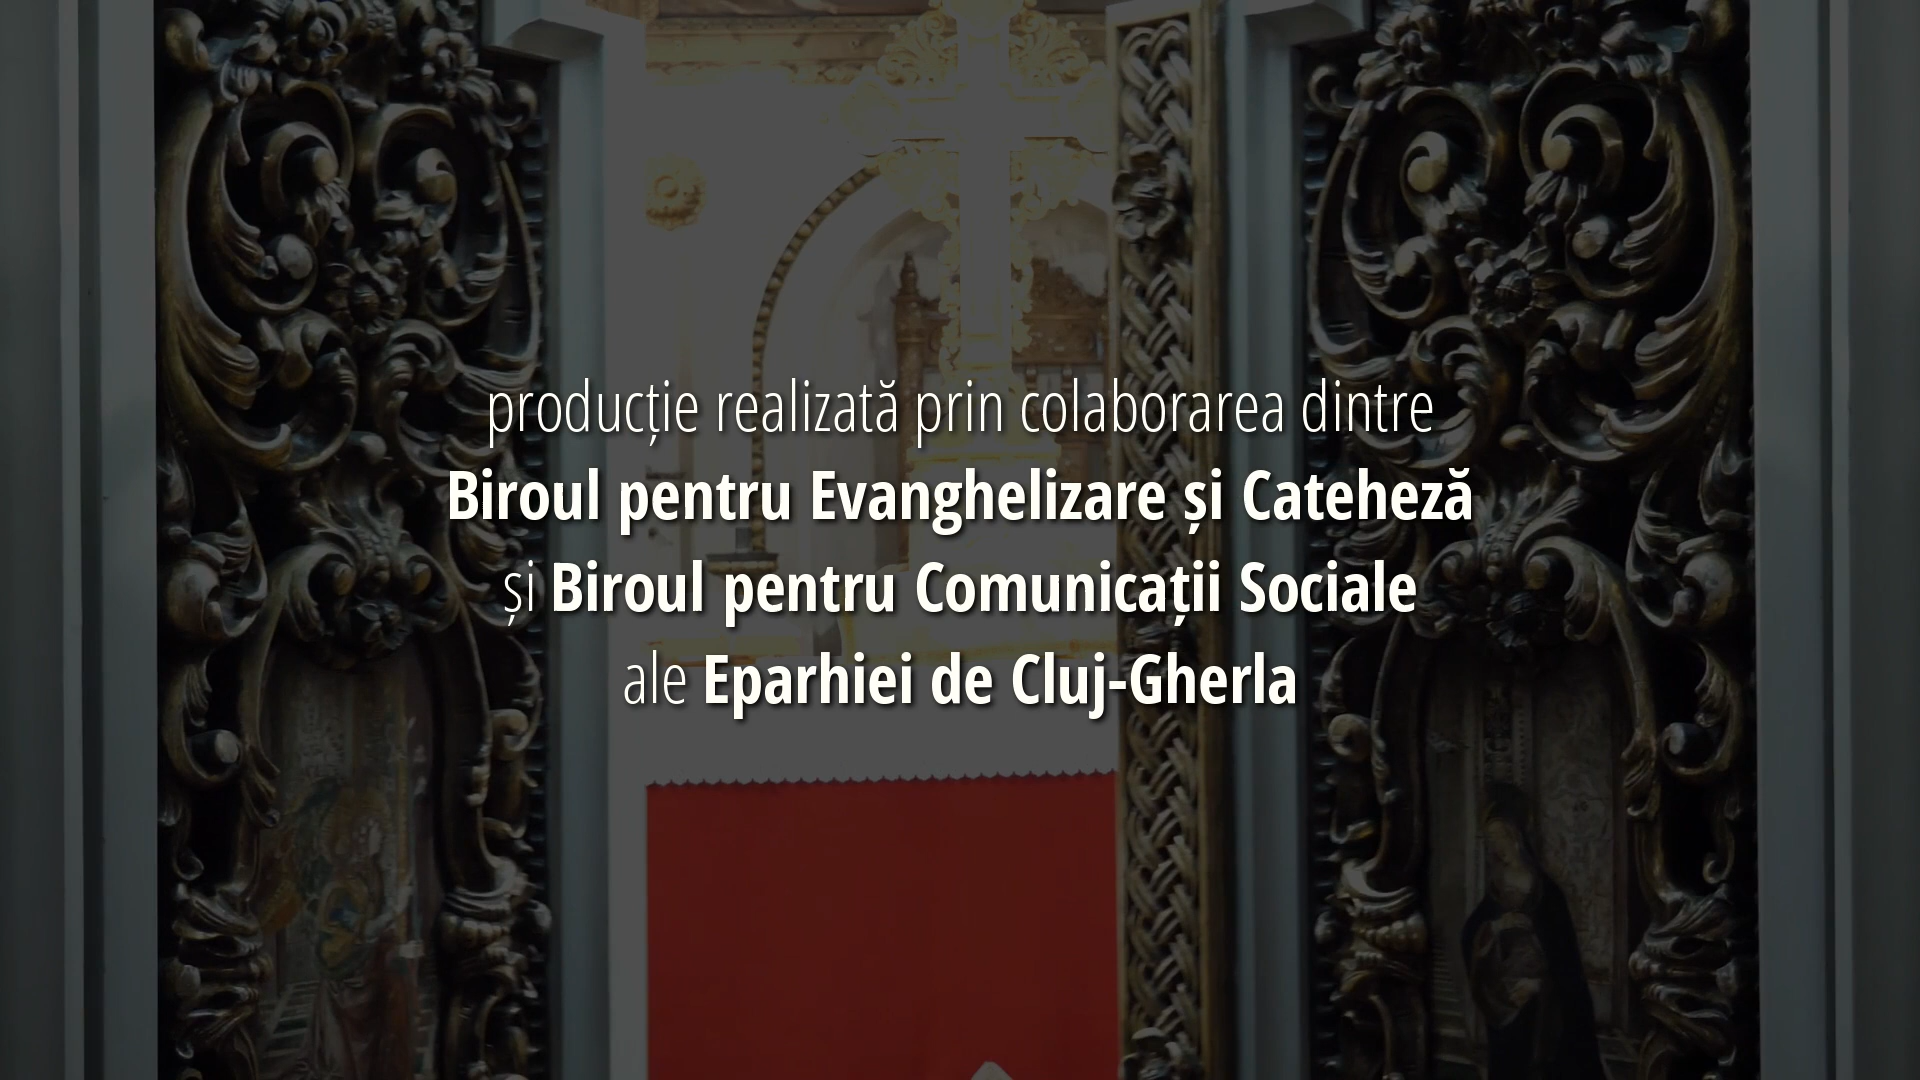 producție realizată prin colaborarea dintre
Biroul pentru Evanghelizare și Cateheză
și Biroul pentru Comunicații Sociale
ale Eparhiei de Cluj-Gherla